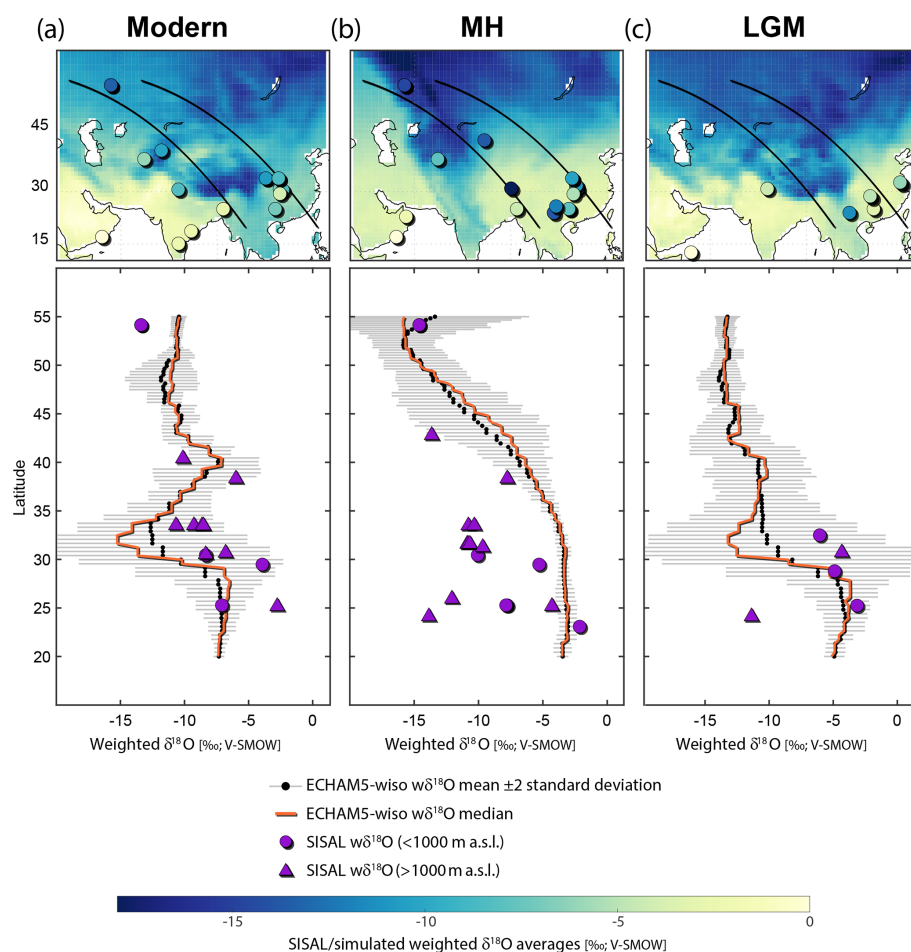 (a) Modern (b) MH (c) LGM
45
30
15
55
50
45
40
35
30
25
20
Latitude
-15 -10 -5 0 -15 -10 -5 0 -15 -10 -5 0
Weighted δ¹⁸O [‰; V-SMOW] Weighted δ¹⁸O [‰; V-SMOW] Weighted δ¹⁸O [‰; V-SMOW]
ECHAM5-wiso wδ¹⁸O mean ±2 standard deviation
ECHAM5-wiso wδ¹⁸O median
SISAL wδ¹⁸O (<1000 m a.s.l.)
SISAL wδ¹⁸O (>1000 m a.s.l.)
-15 -10 -5 0
SISAL/simulated weighted δ¹⁸O averages [‰; V-SMOW]